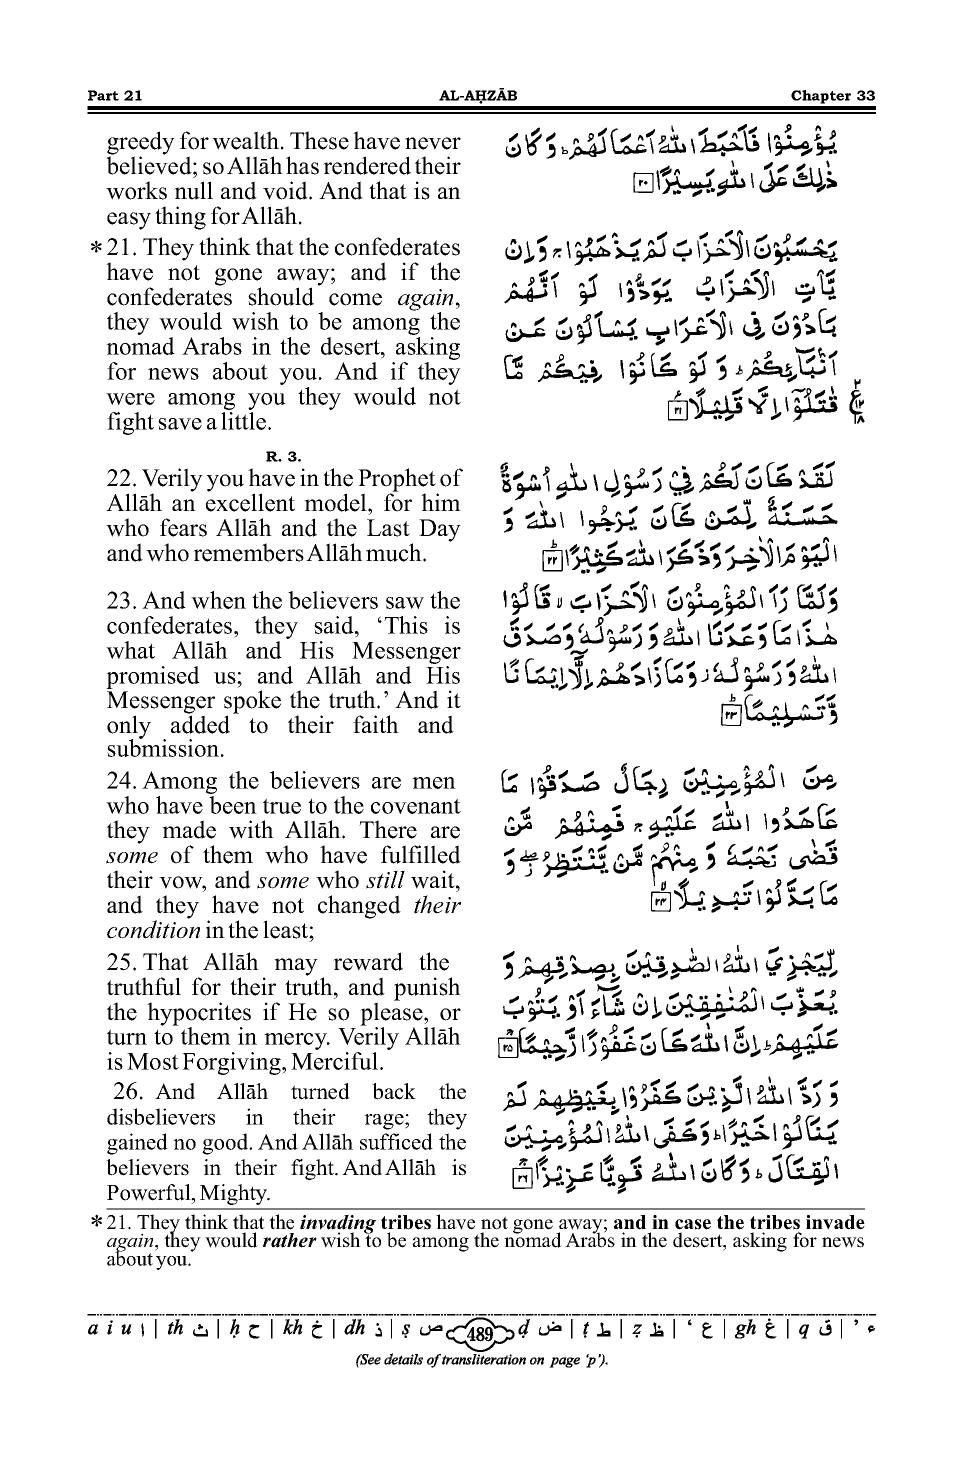 Part 21 AL-AḤZĀB Chapter 33
greedy for wealth. These have never
believed; so Allāh has rendered their
works null and void. And that is an
easy thing for Allāh.
يُؤْمِنُوْا فَاَحْبَطَ اللّٰهُ اَعْمَالَهُمْ ؕ وَ كَانَ
ذٰلِكَ عَلَى اللّٰهِ يَسِيْرًا ﴿۲۰﴾
* 21. They think that the confederates
have not gone away; and if the
confederates should come again,
they would wish to be among the
nomad Arabs in the desert, asking
for news about you. And if they
were among you they would not
fight save a little.
يَحْسَبُوْنَ الْاَحْزَابَ لَمْ يَذْهَبُوْا ۚ وَ اِنْ
يَّاْتِ الْاَحْزَابُ يَوَدُّوْا لَوْ اَنَّهُمْ
بَادُوْنَ فِى الْاَعْرَابِ يَسْاَلُوْنَ عَنْ
اَنْۢبَآئِكُمْ ؕ وَ لَوْ كَانُوْا فِيْكُمْ مَّا
قٰتَلُوْۤا اِلَّا قَلِيْلًا ﴿۲۱﴾
R. 3.
22. Verily you have in the Prophet of
Allāh an excellent model, for him
who fears Allāh and the Last Day
and who remembers Allāh much.
لَقَدْ كَانَ لَكُمْ فِيْ رَسُوْلِ اللّٰهِ اُسْوَةٌ
حَسَنَةٌ لِّمَنْ كَانَ يَرْجُوا اللّٰهَ وَ
الْيَوْمَ الْاٰخِرَ وَ ذَكَرَ اللّٰهَ كَثِيْرًا ﴿۲۲﴾
23. And when the believers saw the
confederates, they said, ‘This is
what Allāh and His Messenger
promised us; and Allāh and His
Messenger spoke the truth.’ And it
only added to their faith and
submission.
وَ لَمَّا رَاَ الْمُؤْمِنُوْنَ الْاَحْزَابَ ۙ قَالُوْا
هٰذَا مَا وَعَدَنَا اللّٰهُ وَ رَسُوْلُهٗ وَ صَدَقَ
اللّٰهُ وَ رَسُوْلُهٗ ۫ وَ مَا زَادَهُمْ اِلَّاۤ اِيْمَانًا
وَّ تَسْلِيْمًا ﴿۲۳﴾
24. Among the believers are men
who have been true to the covenant
they made with Allāh. There are
some of them who have fulfilled
their vow, and some who still wait,
and they have not changed their
condition in the least;
مِنَ الْمُؤْمِنِيْنَ رِجَالٌ صَدَقُوْا مَا
عَاهَدُوا اللّٰهَ عَلَيْهِ ۚ فَمِنْهُمْ مَّنْ
قَضٰى نَحْبَهٗ وَ مِنْهُمْ مَّنْ يَّنْتَظِرُ ۖ وَ
مَا بَدَّلُوْا تَبْدِيْلًا
25. That Allāh may reward the
truthful for their truth, and punish
the hypocrites if He so please, or
turn to them in mercy. Verily Allāh
is Most Forgiving, Merciful.
لِّيَجْزِيَ اللّٰهُ الصّٰدِقِيْنَ بِصِدْقِهِمْ وَ
يُعَذِّبَ الْمُنٰفِقِيْنَ اِنْ شَآءَ اَوْ يَتُوْبَ
عَلَيْهِمْ ؕ اِنَّ اللّٰهَ كَانَ غَفُوْرًا رَّحِيْمًا ﴿۲۵﴾
26. And Allāh turned back the
disbelievers in their rage; they
gained no good. And Allāh sufficed the
believers in their fight. And Allāh is
Powerful, Mighty.
وَ رَدَّ اللّٰهُ الَّذِيْنَ كَفَرُوْا بِغَيْظِهِمْ لَمْ
يَنَالُوْا خَيْرًا ؕ وَ كَفَى اللّٰهُ الْمُؤْمِنِيْنَ
الْقِتَالَ ؕ وَ كَانَ اللّٰهُ قَوِيًّا عَزِيْزًا ﴿۲۶﴾
* 21. They think that the invading tribes have not gone away; and in case the tribes invade
again, they would rather wish to be among the nomad Arabs in the desert, asking for news
about you.
a i u ا | th ث | ḥ ح | kh خ | dh ذ | ṣ ص 489 ḍ ض | ṭ ط | ẓ ظ | ‘ ع | gh غ | q ق | ’ ء
(See details of transliteration on page ‘p’).